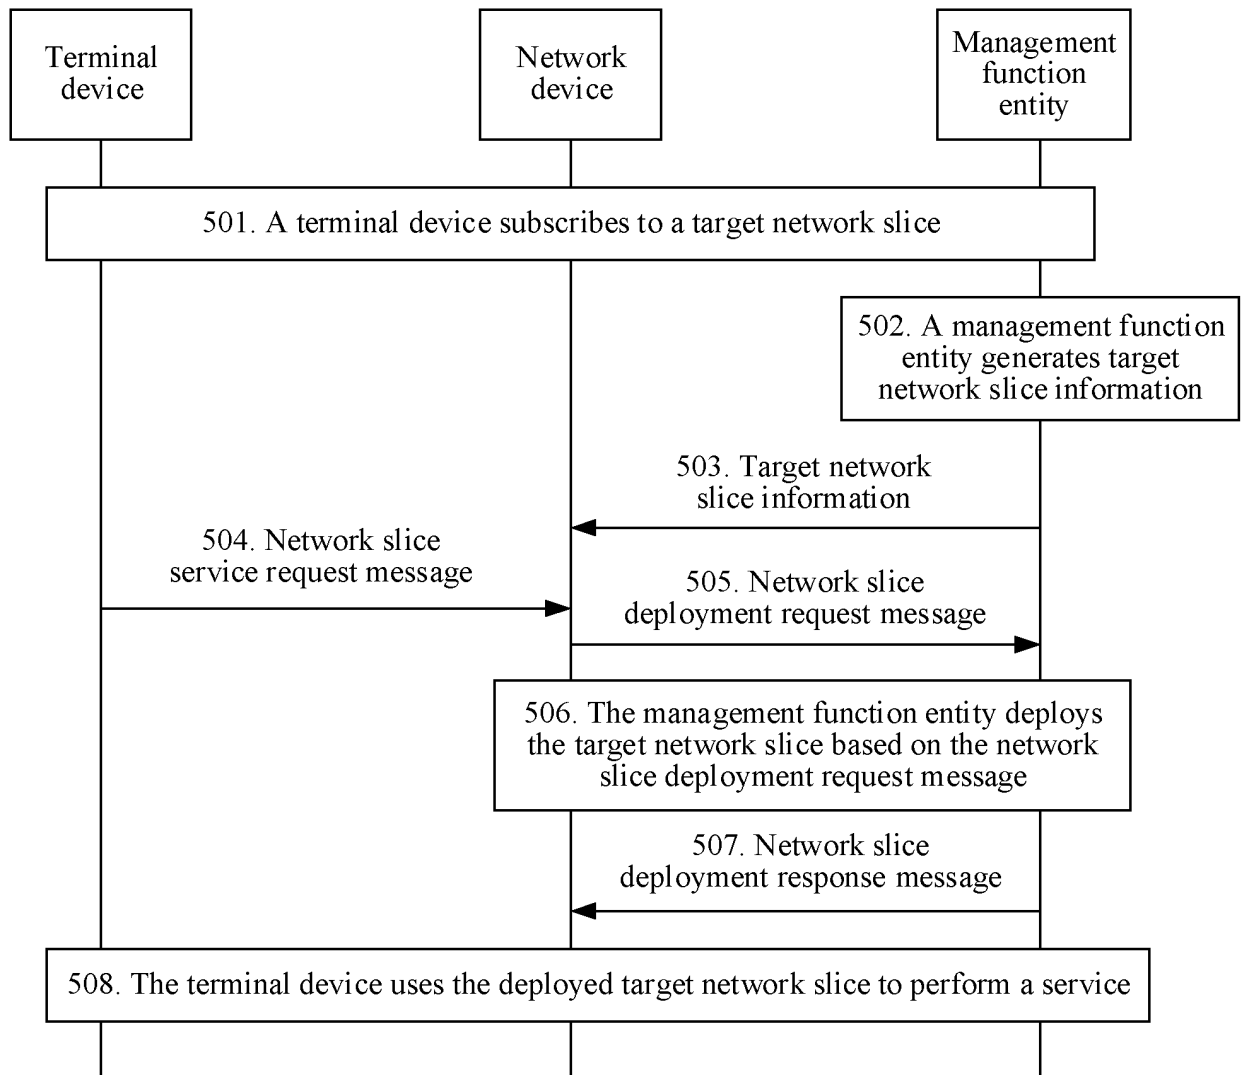 Terminal
device
Network
device
Management
function
entity
501. A terminal device subscribes to a target network slice
502. A management function
entity generates target
network slice information
503. Target network
slice information
504. Network slice
service request message
505. Network slice
deployment request message
506. The management function entity deploys
the target network slice based on the network
slice deployment request message
507. Network slice
deployment response message
508. The terminal device uses the deployed target network slice to perform a service